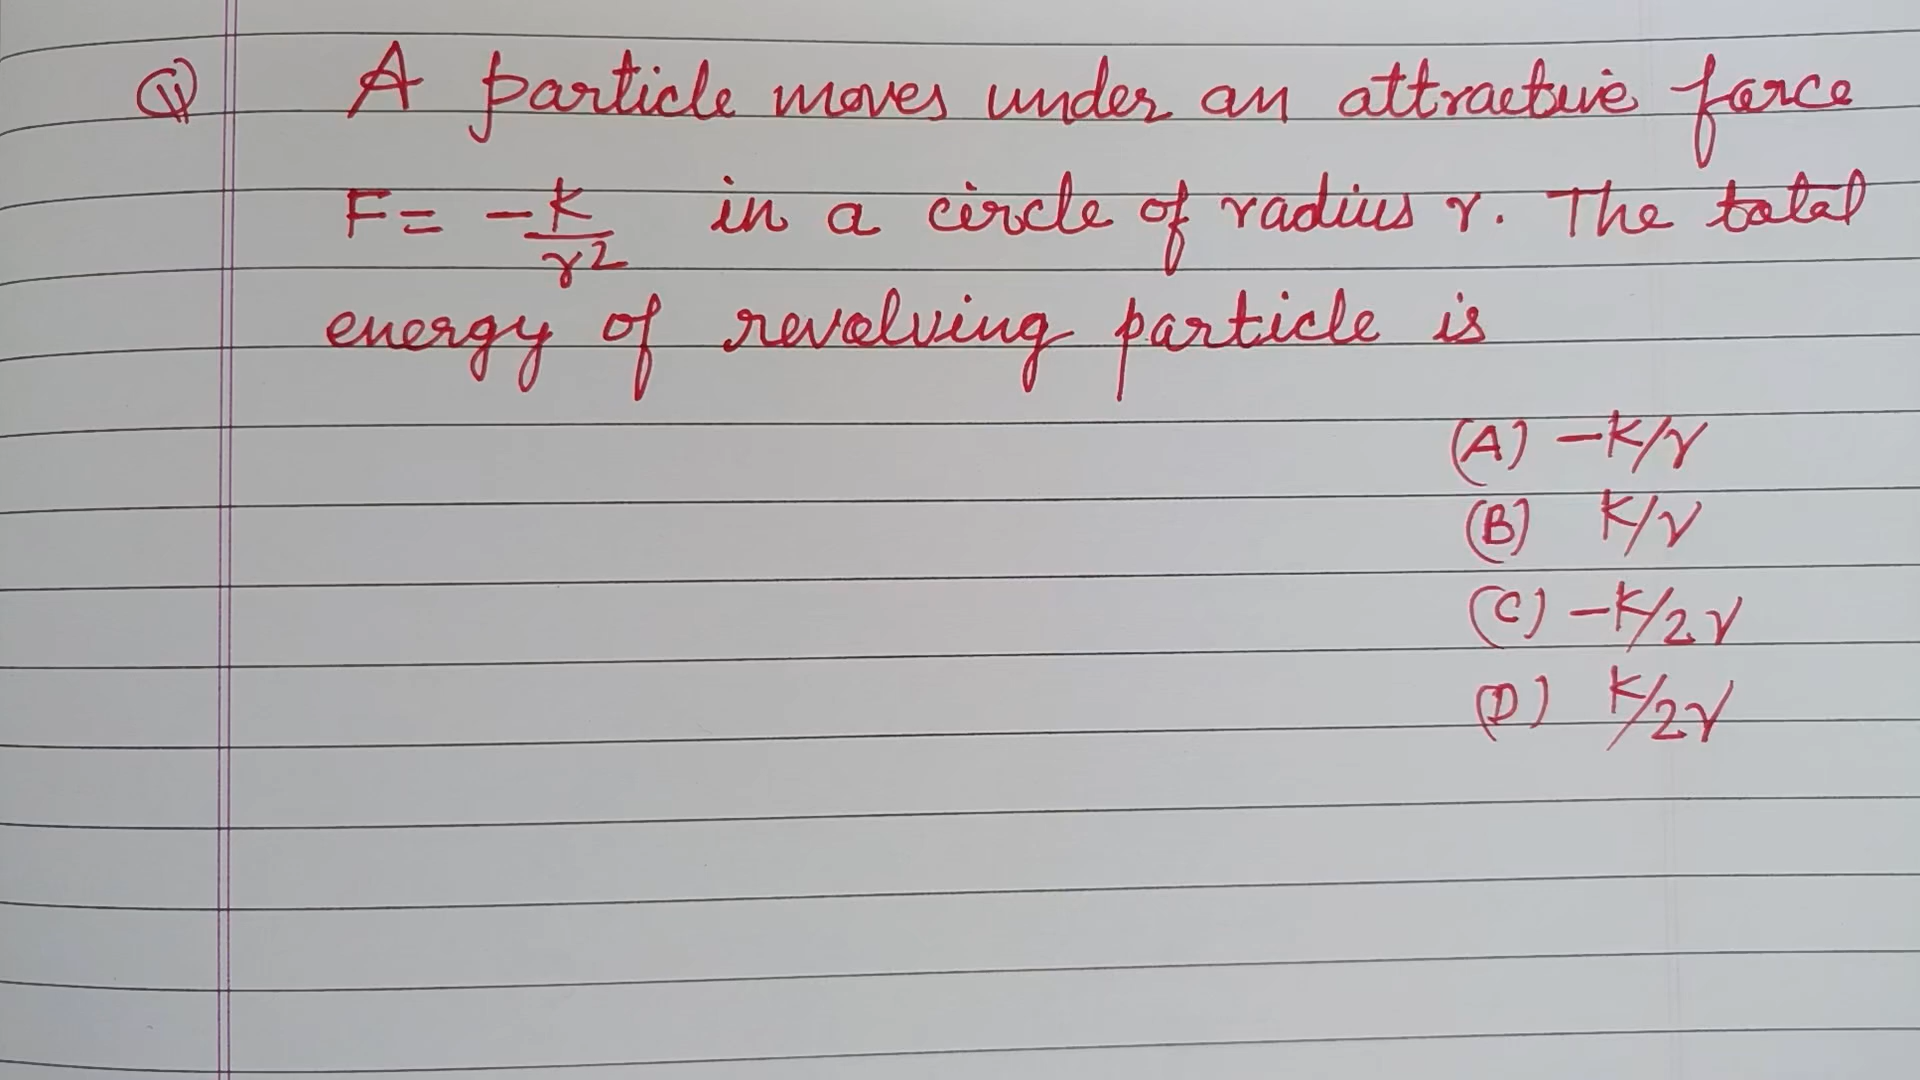 Q) A particle moves under an attractive force
F = -K/r² in a circle of radius r. The total
energy of revolving particle is
(A) -K/r
(B) K/r
(C) -K/2r
(D) K/2r